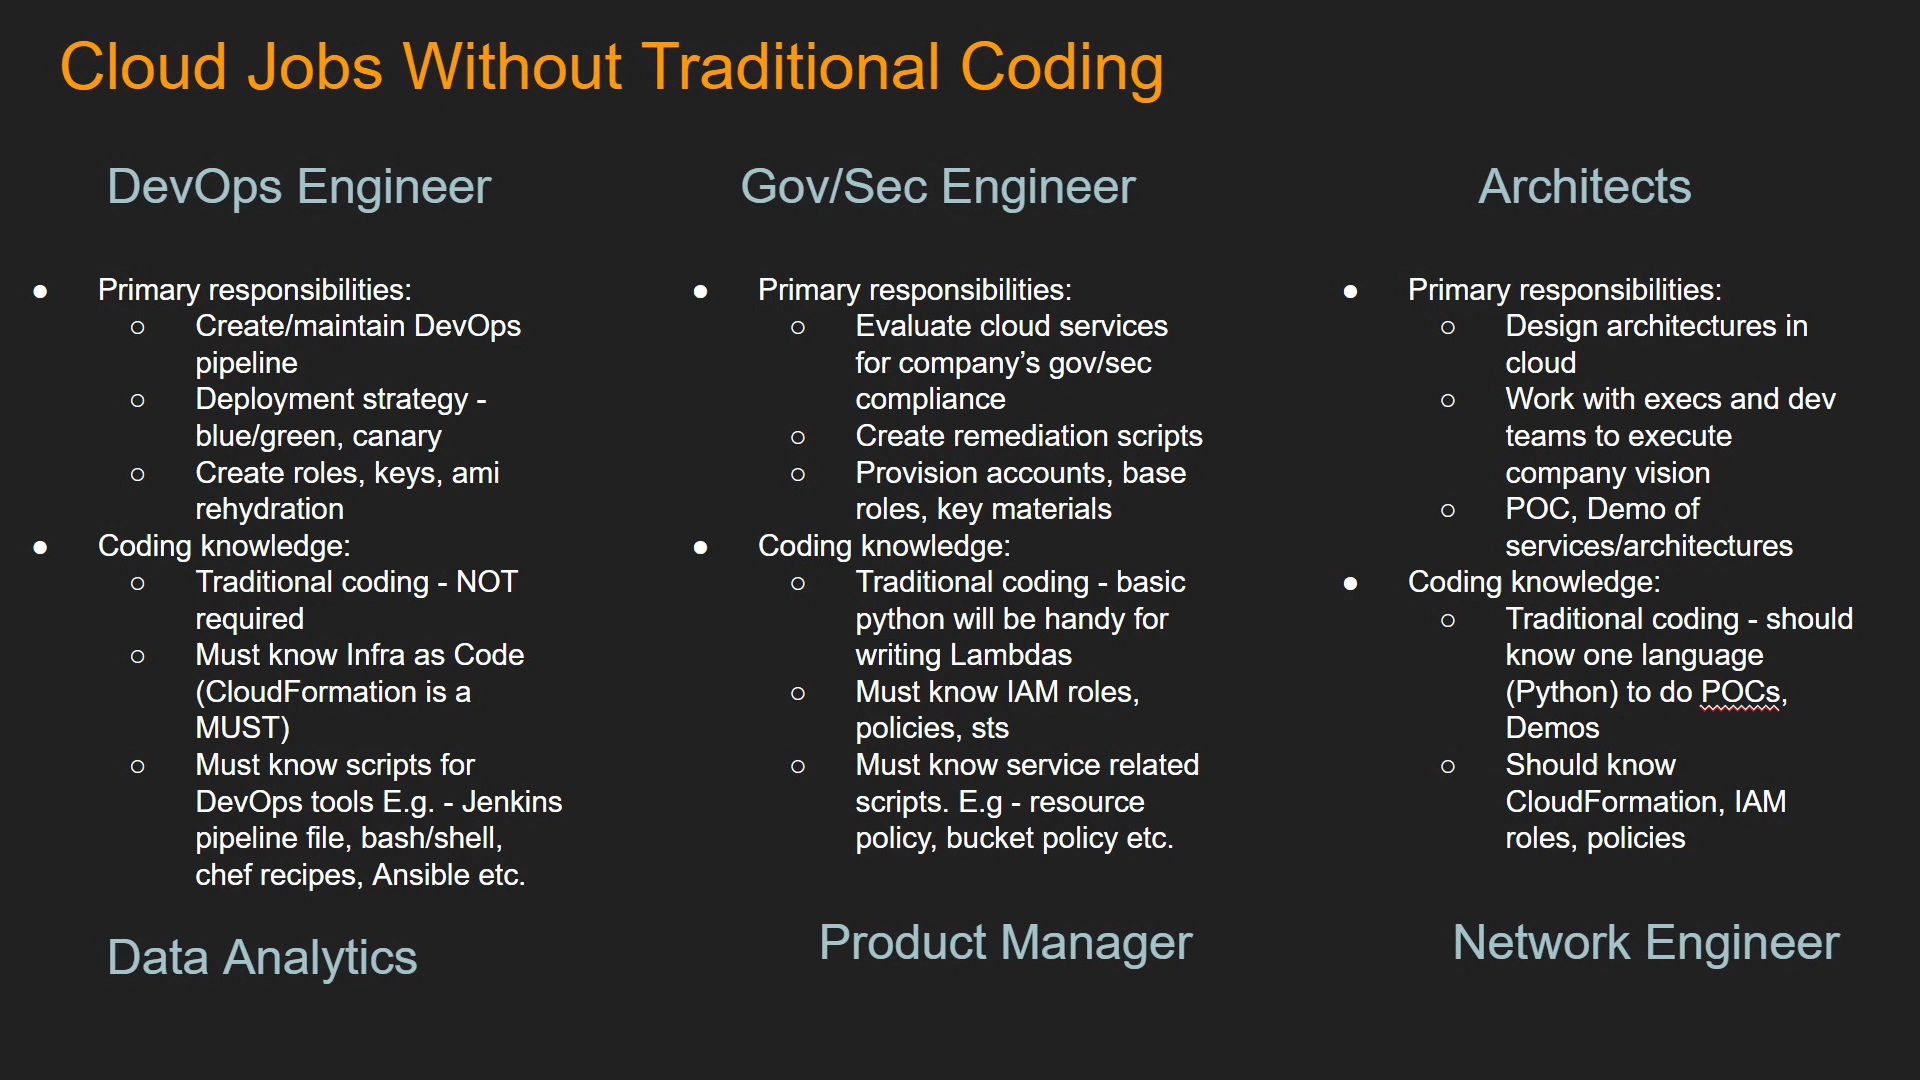 Cloud Jobs Without Traditional Coding
DevOps Engineer
● Primary responsibilities:
○ Create/maintain DevOps
pipeline
○ Deployment strategy -
blue/green, canary
○ Create roles, keys, ami
rehydration
● Coding knowledge:
○ Traditional coding - NOT
required
○ Must know Infra as Code
(CloudFormation is a
MUST)
○ Must know scripts for
DevOps tools E.g. - Jenkins
pipeline file, bash/shell,
chef recipes, Ansible etc.
Gov/Sec Engineer
● Primary responsibilities:
○ Evaluate cloud services
for company’s gov/sec
compliance
○ Create remediation scripts
○ Provision accounts, base
roles, key materials
● Coding knowledge:
○ Traditional coding - basic
python will be handy for
writing Lambdas
○ Must know IAM roles,
policies, sts
○ Must know service related
scripts. E.g - resource
policy, bucket policy etc.
Architects
● Primary responsibilities:
○ Design architectures in
cloud
○ Work with execs and dev
teams to execute
company vision
○ POC, Demo of
services/architectures
● Coding knowledge:
○ Traditional coding - should
know one language
(Python) to do POCs,
Demos
○ Should know
CloudFormation, IAM
roles, policies
Data Analytics
Product Manager
Network Engineer